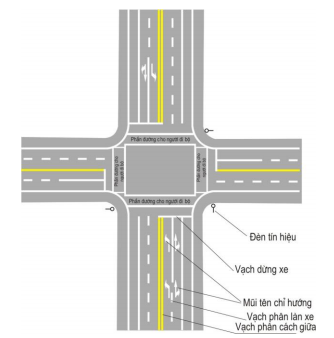 Phần đường cho người đi bộ
Phần đường cho
người đi bộ
Phần đường cho
người đi bộ
Phần đường cho người đi bộ
Đèn tín hiệu
Vạch dừng xe
Mũi tên chỉ hướng
Vạch phân làn xe
Vạch phân cách giữa